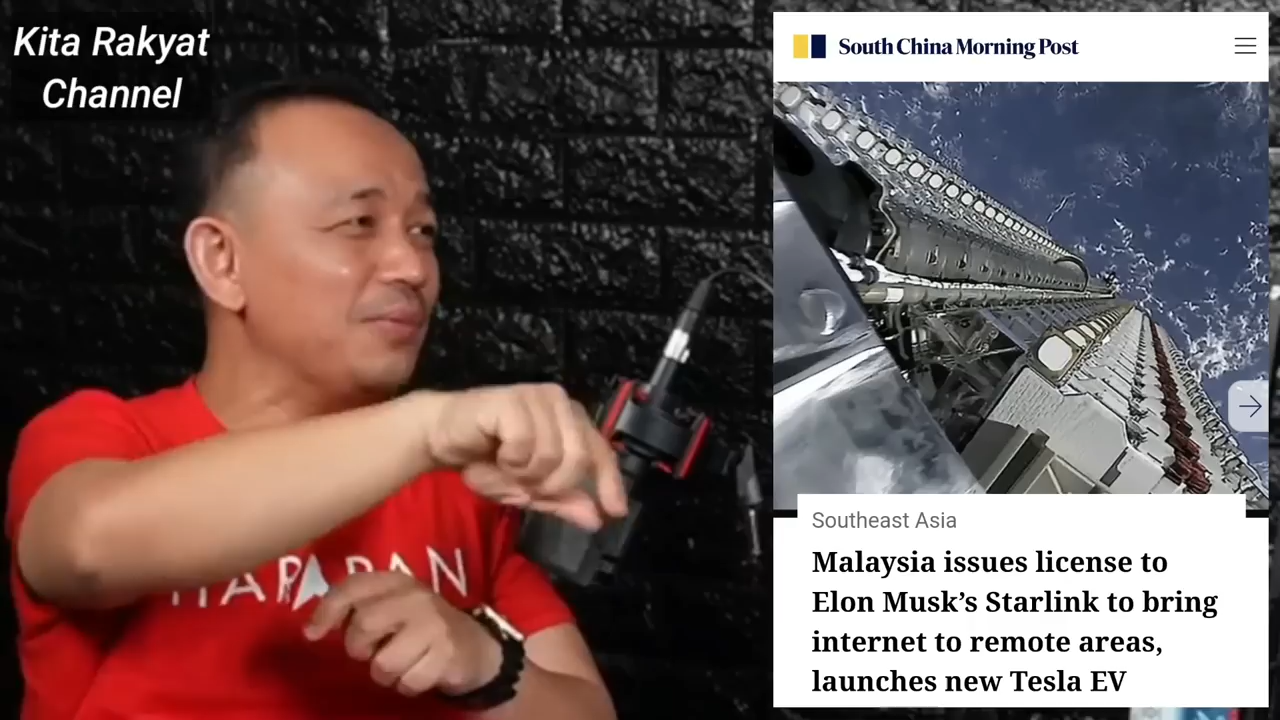 Kita Rakyat
Channel
HARAPAN
South China Morning Post
Southeast Asia
Malaysia issues license to
Elon Musk’s Starlink to bring
internet to remote areas,
launches new Tesla EV